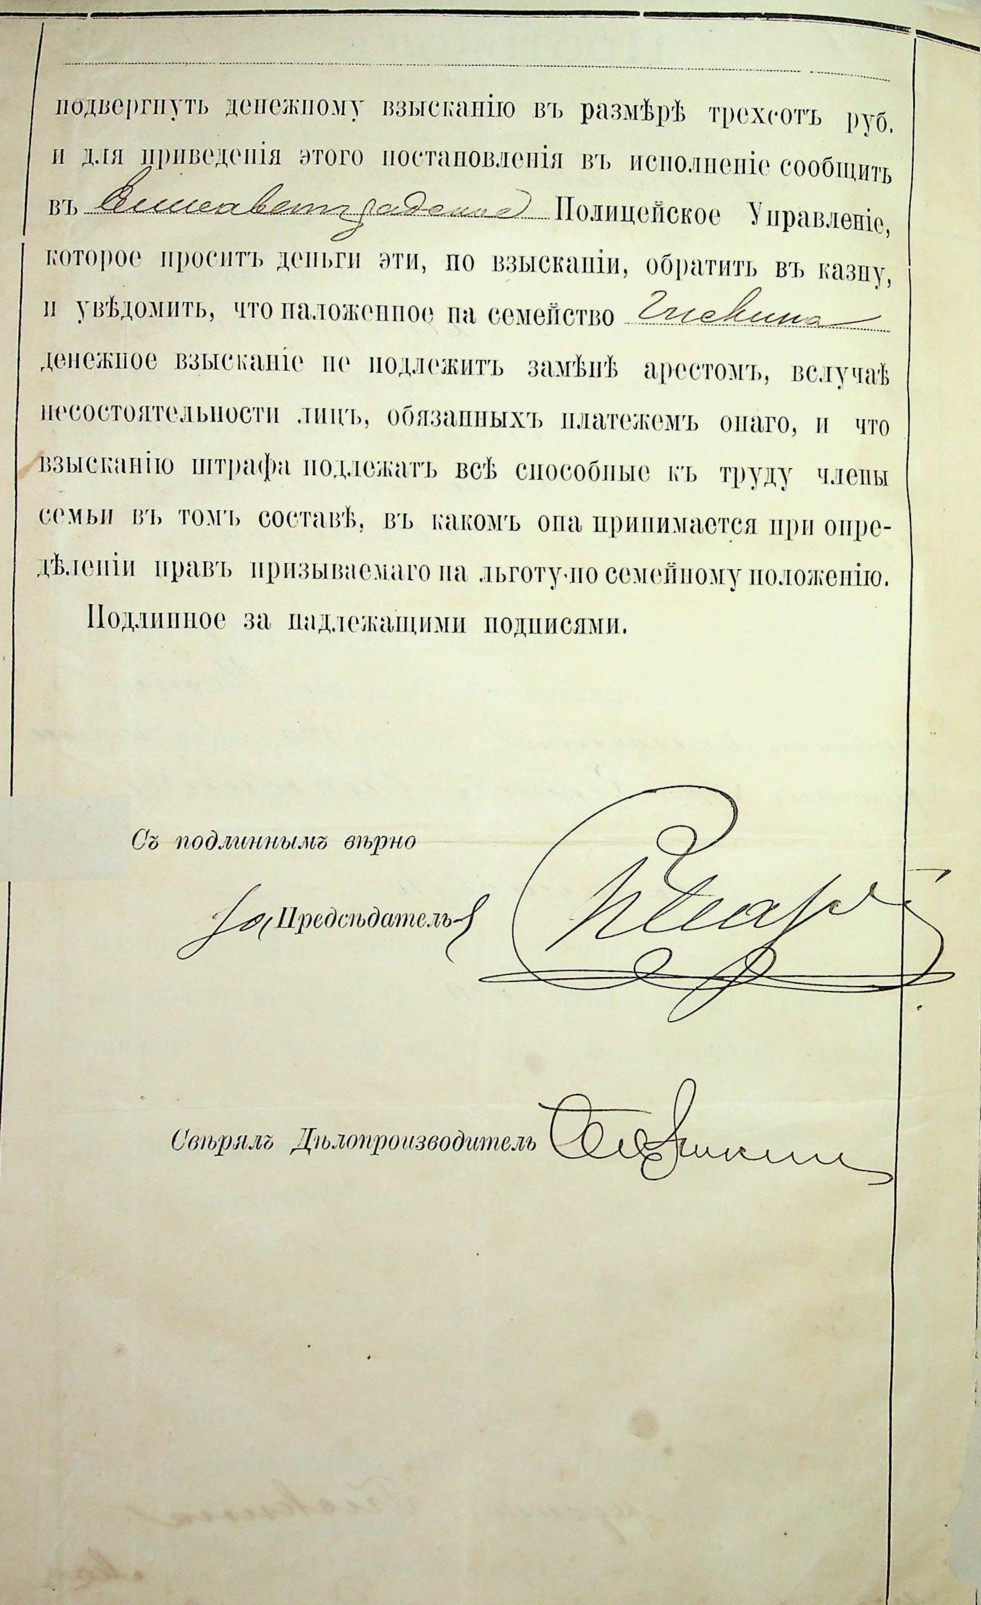 подвергнуть денежному взысканію въ размѣрѣ трехсотъ руб.
и для приведенія этого постановленія въ исполненіе сообщить
въ Елисаветградское Полицейское Управленіе,
которое проситъ деньги эти, по взысканіи, обратить въ казну,
и увѣдомить, что наложенное на семейство
денежное взысканіе не подлежитъ замѣнѣ арестомъ, вслучаѣ
несостоятельности лицъ, обязанныхъ платежемъ онаго, и что
взысканію штрафа подлежатъ всѣ способные къ труду члены
семьи въ томъ составѣ, въ какомъ она принимается при опре-
дѣленіи правъ призываемаго на льготу по семейному положенію.
Подлинное за надлежащими подписями.
Съ подлиннымъ вѣрно
За Предсѣдателя
Свѣрялъ Дѣлопроизводитель